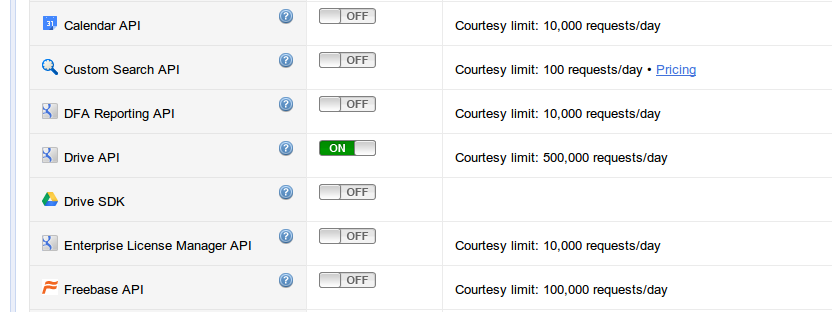 31 Calendar API ? OFF Courtesy limit: 10,000 requests/day
Custom Search API ? OFF Courtesy limit: 100 requests/day • Pricing
DFA Reporting API ? OFF Courtesy limit: 10,000 requests/day
Drive API ? ON Courtesy limit: 500,000 requests/day
Drive SDK ? OFF
Enterprise License Manager API ? OFF Courtesy limit: 10,000 requests/day
Freebase API ? OFF Courtesy limit: 100,000 requests/day